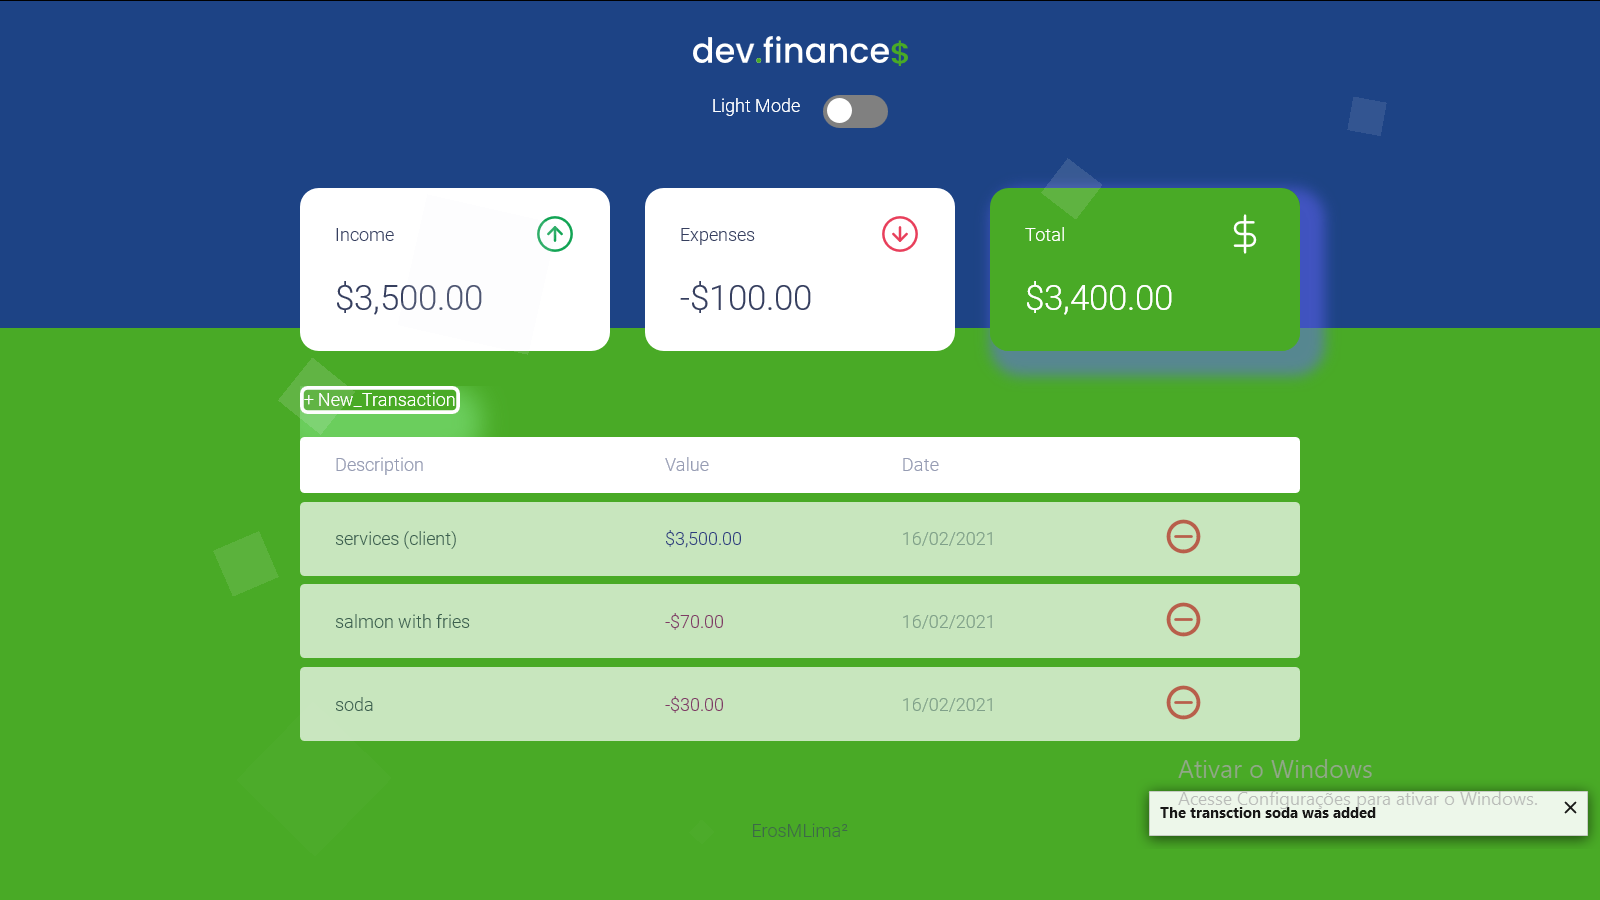 dev.finance$
Light Mode
Income
$3,500.00
Expenses
-$100.00
Total
$
$3,400.00
+ New_Transaction
Description Value Date
services (client) $3,500.00 16/02/2021
salmon with fries -$70.00 16/02/2021
soda -$30.00 16/02/2021
Ativar o Windows
Acesse Configurações para ativar o Windows.
The transction soda was added
ErosMLima²